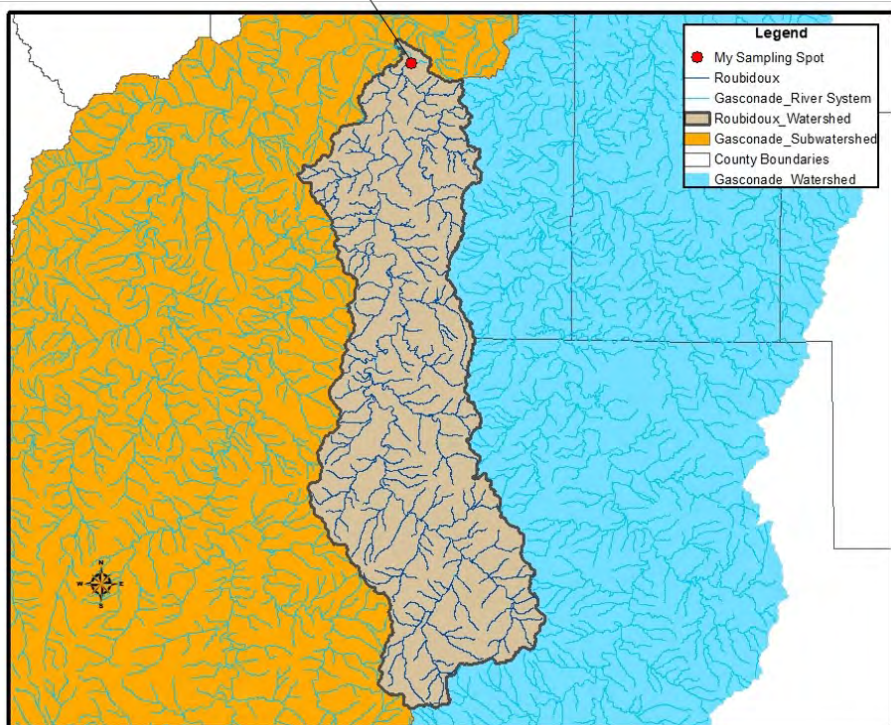 Legend
My Sampling Spot
Roubidoux
Gasconade_River System
Roubidoux_Watershed
Gasconade_Subwatershed
County Boundaries
Gasconade_Watershed
N
W E
S